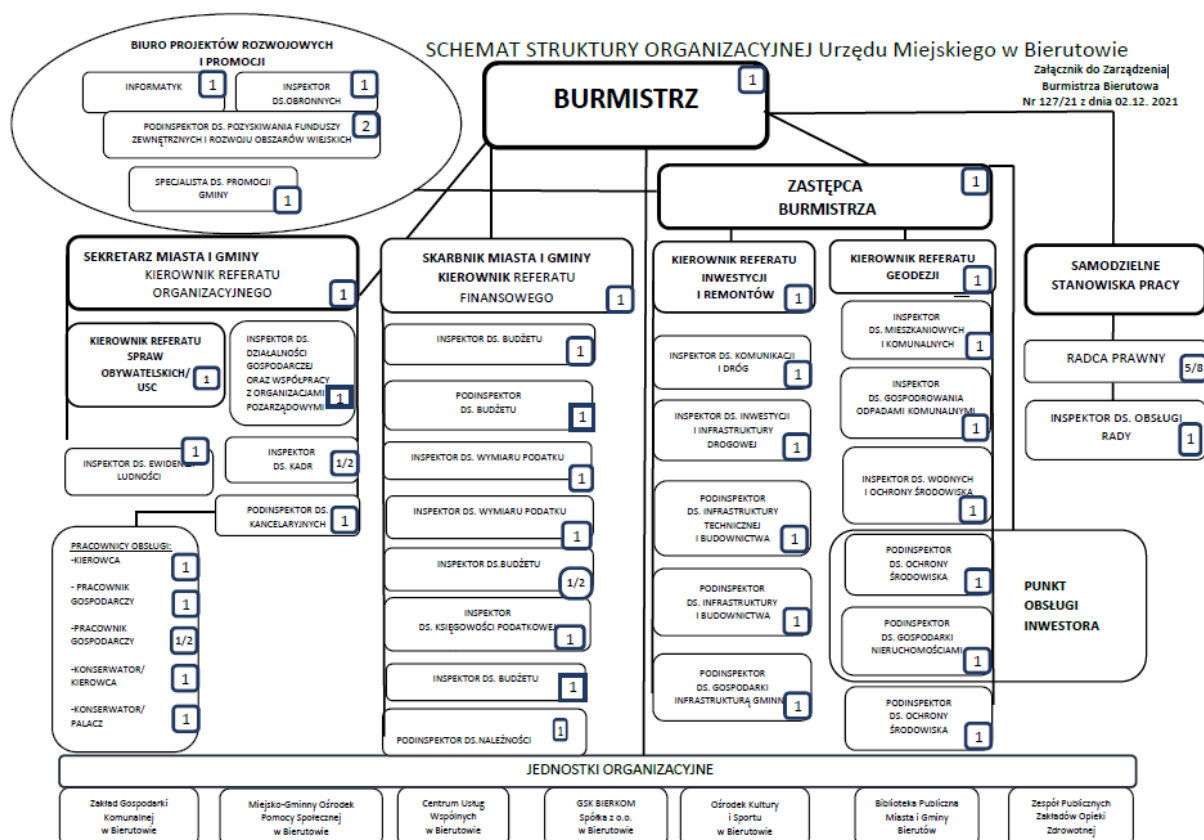 SCHEMAT STRUKTURY ORGANIZACYJNEJ Urzędu Miejskiego w Bierutowie
Załącznik do Zarządzenia
Burmistrza Bierutowa
Nr 127/21 z dnia 02.12. 2021
BIURO PROJEKTÓW ROZWOJOWYCH
I PROMOCJI
INFORMATYK
1
INSPEKTOR
DS.OBRONNYCH
1
PODINSPEKTOR DS. POZYSKIWANIA FUNDUSZY
ZEWNĘTRZNYCH I ROZWOJU OBSZARÓW WIEJSKICH
2
SPECJALISTA DS. PROMOCJI
GMINY
1
BURMISTRZ
1
ZASTĘPCA
BURMISTRZA
1
SEKRETARZ MIASTA I GMINY
KIEROWNIK REFERATU
ORGANIZACYJNEGO
1
KIEROWNIK REFERATU
SPRAW
OBYWATELSKICH/
USC
1
INSPEKTOR DS.
DZIAŁALNOŚCI
GOSPODARCZEJ
ORAZ WSPÓŁPRACY
Z ORGANIZACJAMI
POZARZĄDOWYMI
1
INSPEKTOR DS. EWIDENCJI
LUDNOŚCI
1
INSPEKTOR
DS. KADR
1/2
PODINSPEKTOR DS.
KANCELARYJNYCH
1
PRACOWNICY OBSŁUGI:
-KIEROWCA
1
- PRACOWNIK
GOSPODARCZY
1
-PRACOWNIK
GOSPODARCZY
1/2
-KONSERWATOR/
KIEROWCA
1
-KONSERWATOR/
PALACZ
1
SKARBNIK MIASTA I GMINY
KIEROWNIK REFERATU
FINANSOWEGO
1
INSPEKTOR DS. BUDŻETU
1
PODINSPEKTOR
DS. BUDŻETU
1
INSPEKTOR DS. WYMIARU PODATKU
1
INSPEKTOR DS. WYMIARU PODATKU
1
INSPEKTOR DS.BUDŻETU
1/2
INSPEKTOR
DS. KSIĘGOWOŚCI PODATKOWEJ
1
INSPEKTOR DS. BUDŻETU
1
PODINSPEKTOR DS.NALEŻNOŚCI
1
KIEROWNIK REFERATU
INWESTYCJI
I REMONTÓW
1
INSPEKTOR DS. KOMUNIKACJI
I DRÓG
1
INSPEKTOR DS. INWESTYCJI
I INFRASTRUKTURY
DROGOWEJ
1
PODINSPEKTOR
DS. INFRASTRUKTURY
TECHNICZNEJ
I BUDOWNICTWA
1
PODINSPEKTOR
DS. INFRASTRUKTURY
I BUDOWNICTWA
1
PODINSPEKTOR
DS. GOSPODARKI
INFRASTRUKTURĄ GMINN
1
KIEROWNIK REFERATU
GEODEZJI
1
INSPEKTOR
DS. MIESZKANIOWYCH
I KOMUNALNYCH
1
INSPEKTOR
DS. GOSPODROWANIA
ODPADAMI KOMUNALNYMI
1
INSPEKTOR DS. WODNYCH
I OCHRONY ŚRODOWISKA
1
PODINSPEKTOR
DS. OCHRONY
ŚRODOWISKA
1
PODINSPEKTOR
DS. GOSPODARKI
NIERUCHOMOŚCIAMI
1
PUNKT
OBSŁUGI
INWESTORA
PODINSPEKTOR
DS. OCHRONY
ŚRODOWISKA
1
SAMODZIELNE
STANOWISKA PRACY
RADCA PRAWNY
5/8
INSPEKTOR DS. OBSŁUGI
RADY
1
JEDNOSTKI ORGANIZACYJNE
Zakład Gospodarki
Komunalnej
w Bierutowie
Miejsko-Gminny Ośrodek
Pomocy Społecznej
w Bierutowie
Centrum Usług
Wspólnych
w Bierutowie
GSK BIERKOM
Spółka z o.o.
w Bierutowie
Ośrodek Kultury
i Sportu
w Bierutowie
Biblioteka Publiczna
Miasta i Gminy
Bierutów
Zespół Publicznych
Zakładów Opieki
Zdrowotnej